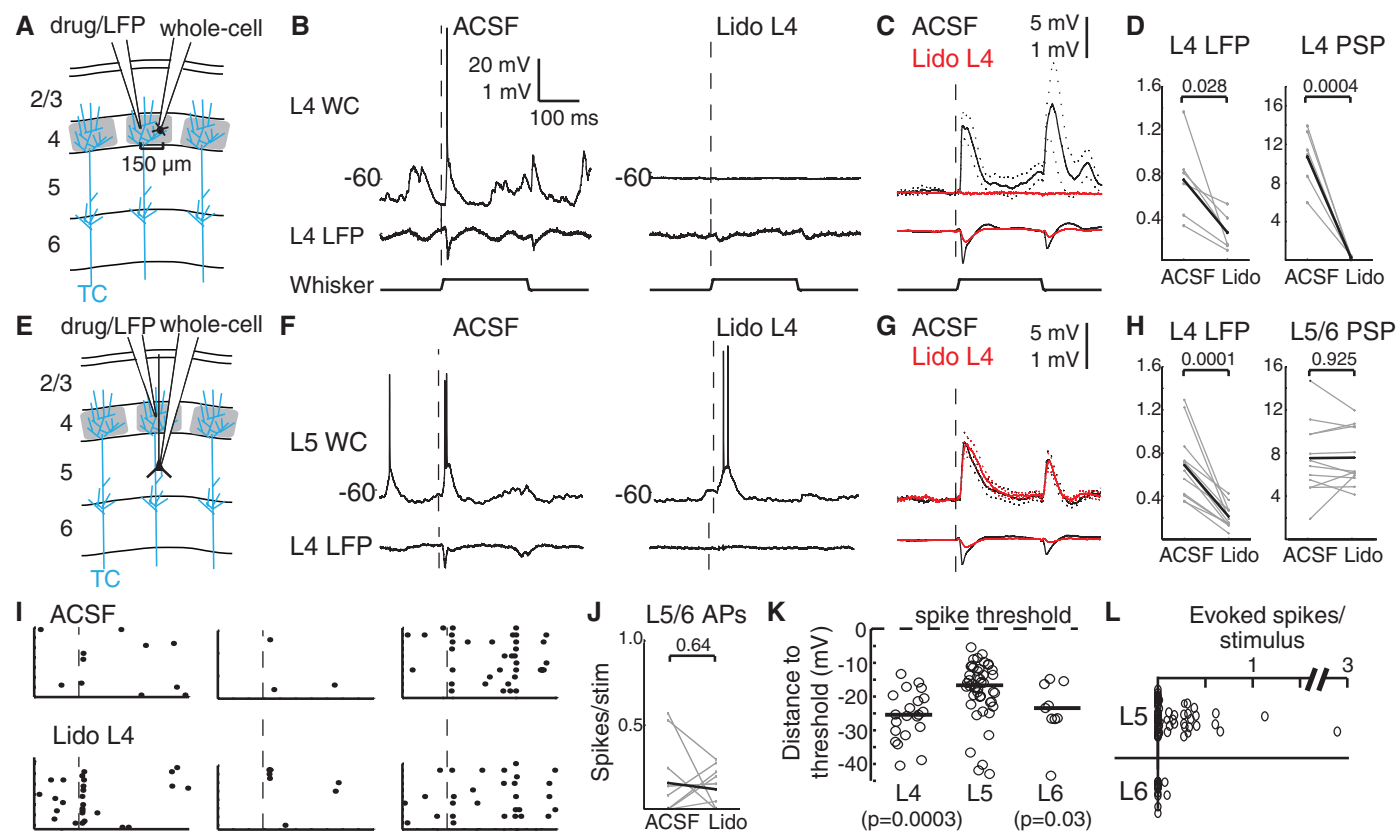 A
drug/LFP whole-cell
2/3
4
150 µm
5
6
TC
B
ACSF
Lido L4
20 mV
1 mV
100 ms
L4 WC
-60
-60
L4 LFP
Whisker
C
ACSF
Lido L4
5 mV
1 mV
D
L4 LFP
L4 PSP
0.028
0.0004
1.6
1.2
0.8
0.4
16
12
8
4
ACSF Lido
ACSF Lido
E
drug/LFP whole-cell
2/3
4
5
6
TC
F
ACSF
Lido L4
L5 WC
-60
-60
L4 LFP
G
ACSF
Lido L4
5 mV
1 mV
H
L4 LFP
L5/6 PSP
0.0001
0.925
1.6
1.2
0.8
0.4
16
12
8
4
ACSF Lido
ACSF Lido
I
ACSF
Lido L4
J
L5/6 APs
1.0
0.64
0.5
Spikes/stim
ACSF Lido
K
spike threshold
Distance to
threshold (mV)
0
-10
-20
-30
-40
L4
L5
L6
(p=0.0003)
(p=0.03)
L
Evoked spikes/
stimulus
1
3
L5
L6